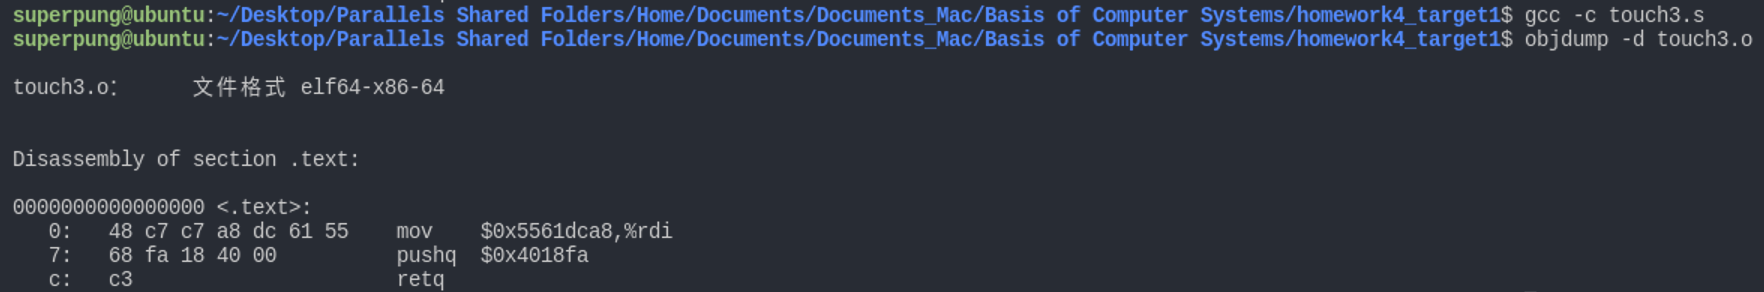 superpung@ubuntu:~/Desktop/Parallels Shared Folders/Home/Documents/Documents_Mac/Basis of Computer Systems/homework4_target1$ gcc -c touch3.s
superpung@ubuntu:~/Desktop/Parallels Shared Folders/Home/Documents/Documents_Mac/Basis of Computer Systems/homework4_target1$ objdump -d touch3.o
touch3.o:      文件格式 elf64-x86-64
Disassembly of section .text:
0000000000000000 <.text>:
   0:   48 c7 c7 a8 dc 61 55    mov    $0x5561dca8,%rdi
   7:   68 fa 18 40 00          pushq  $0x4018fa
   c:   c3                      retq